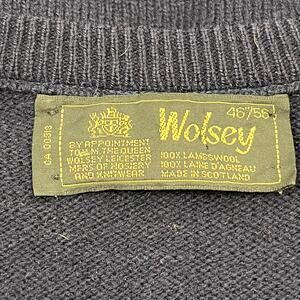 GA 00313
BY APPOINTMENT
TO H.M. THE QUEEN
WOLSEY LEICESTER
MFRS OF HOSIERY
AND KNITWEAR
46/56
Wolsey
100% LAMBSWOOL
100% LAINE D'AGNEAU
MADE IN SCOTLAND